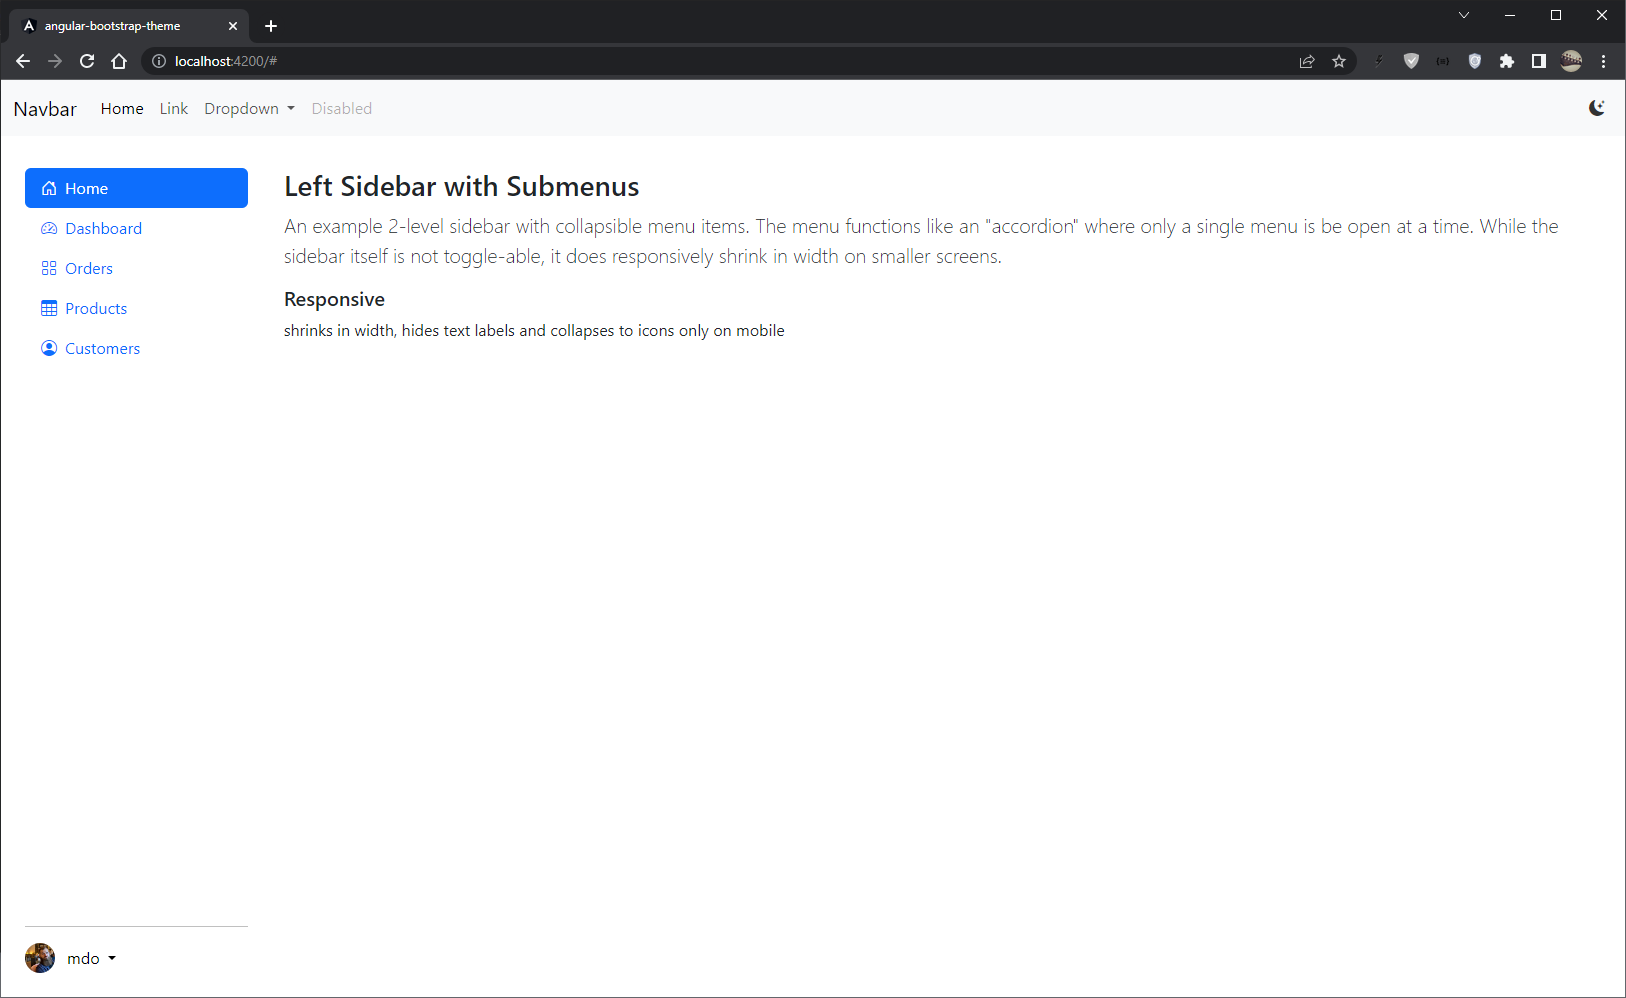 angular-bootstrap-theme
localhost:4200/#
Navbar Home Link Dropdown Disabled
Home
Dashboard
Orders
Products
Customers
Left Sidebar with Submenus
An example 2-level sidebar with collapsible menu items. The menu functions like an "accordion" where only a single menu is be open at a time. While the
sidebar itself is not toggle-able, it does responsively shrink in width on smaller screens.
Responsive
shrinks in width, hides text labels and collapses to icons only on mobile
mdo